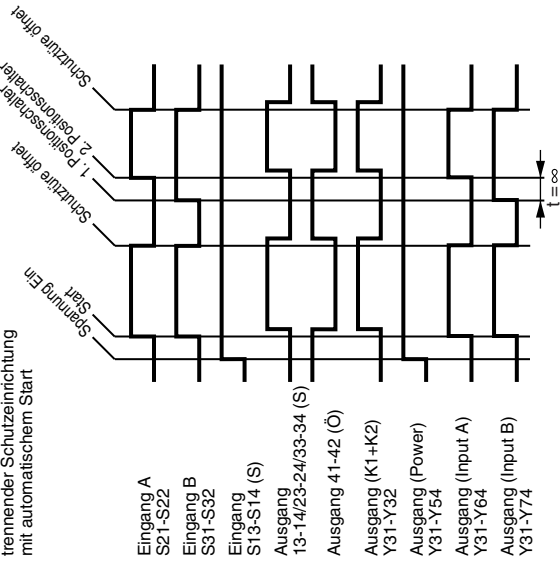 trennender Schutzeinrichtung
mit automatischem Start
Spannung Ein
Start
Schutztüre öffnet
1. Positionsschalter
2. Positionsschalter
Schutztüre öffnet
Eingang A
S21-S22
Eingang B
S31-S32
Eingang
S13-S14 (S)
Ausgang
13-14/23-24/33-34 (S)
Ausgang 41-42 (Ö)
Ausgang (K1+K2)
Y31-Y32
Ausgang (Power)
Y31-Y54
Ausgang (Input A)
Y31-Y64
Ausgang (Input B)
Y31-Y74
t = ∞